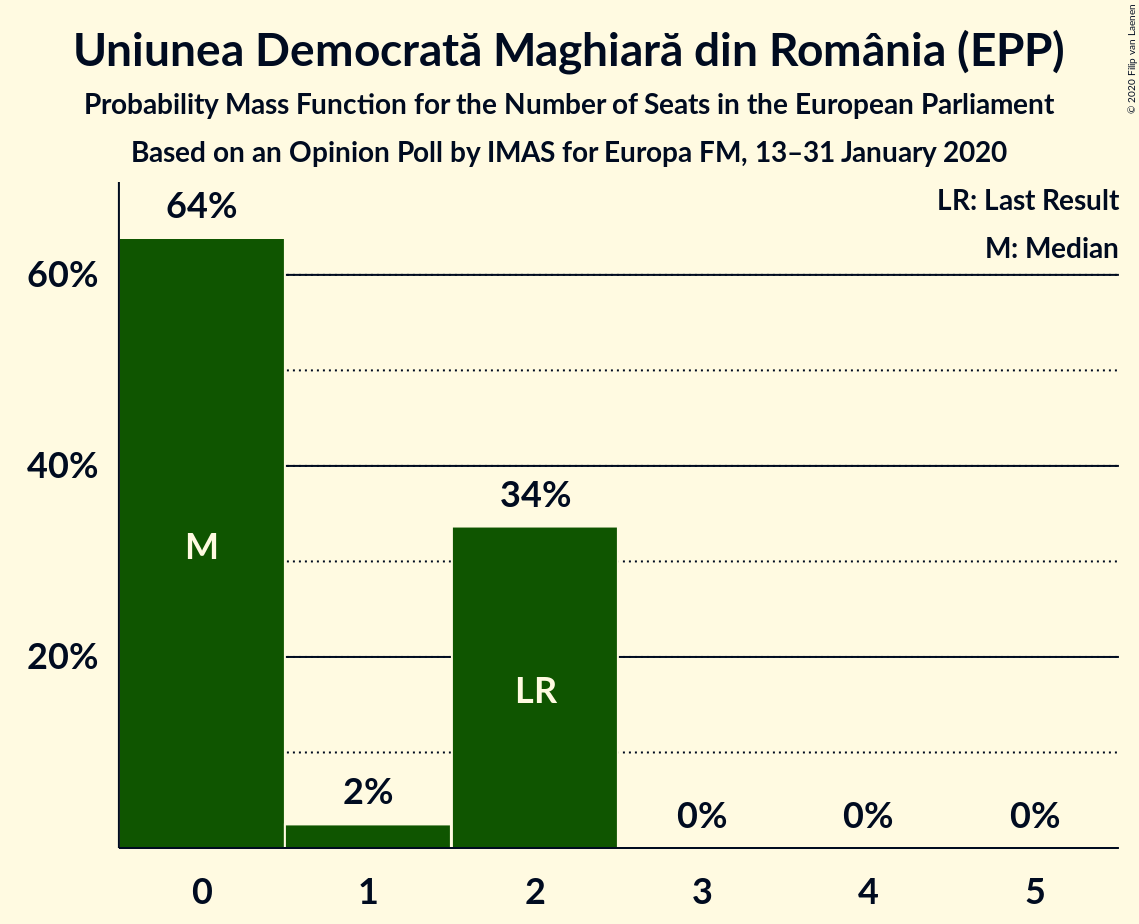 Uniunea Democrată Maghiară din România (EPP)
Probability Mass Function for the Number of Seats in the European Parliament
Based on an Opinion Poll by IMAS for Europa FM, 13–31 January 2020
© 2020 Filip van Laenen
LR: Last Result
M: Median
64%
60%
40%
34%
M
20%
LR
2%
0%
0%
0%
0
1
2
3
4
5